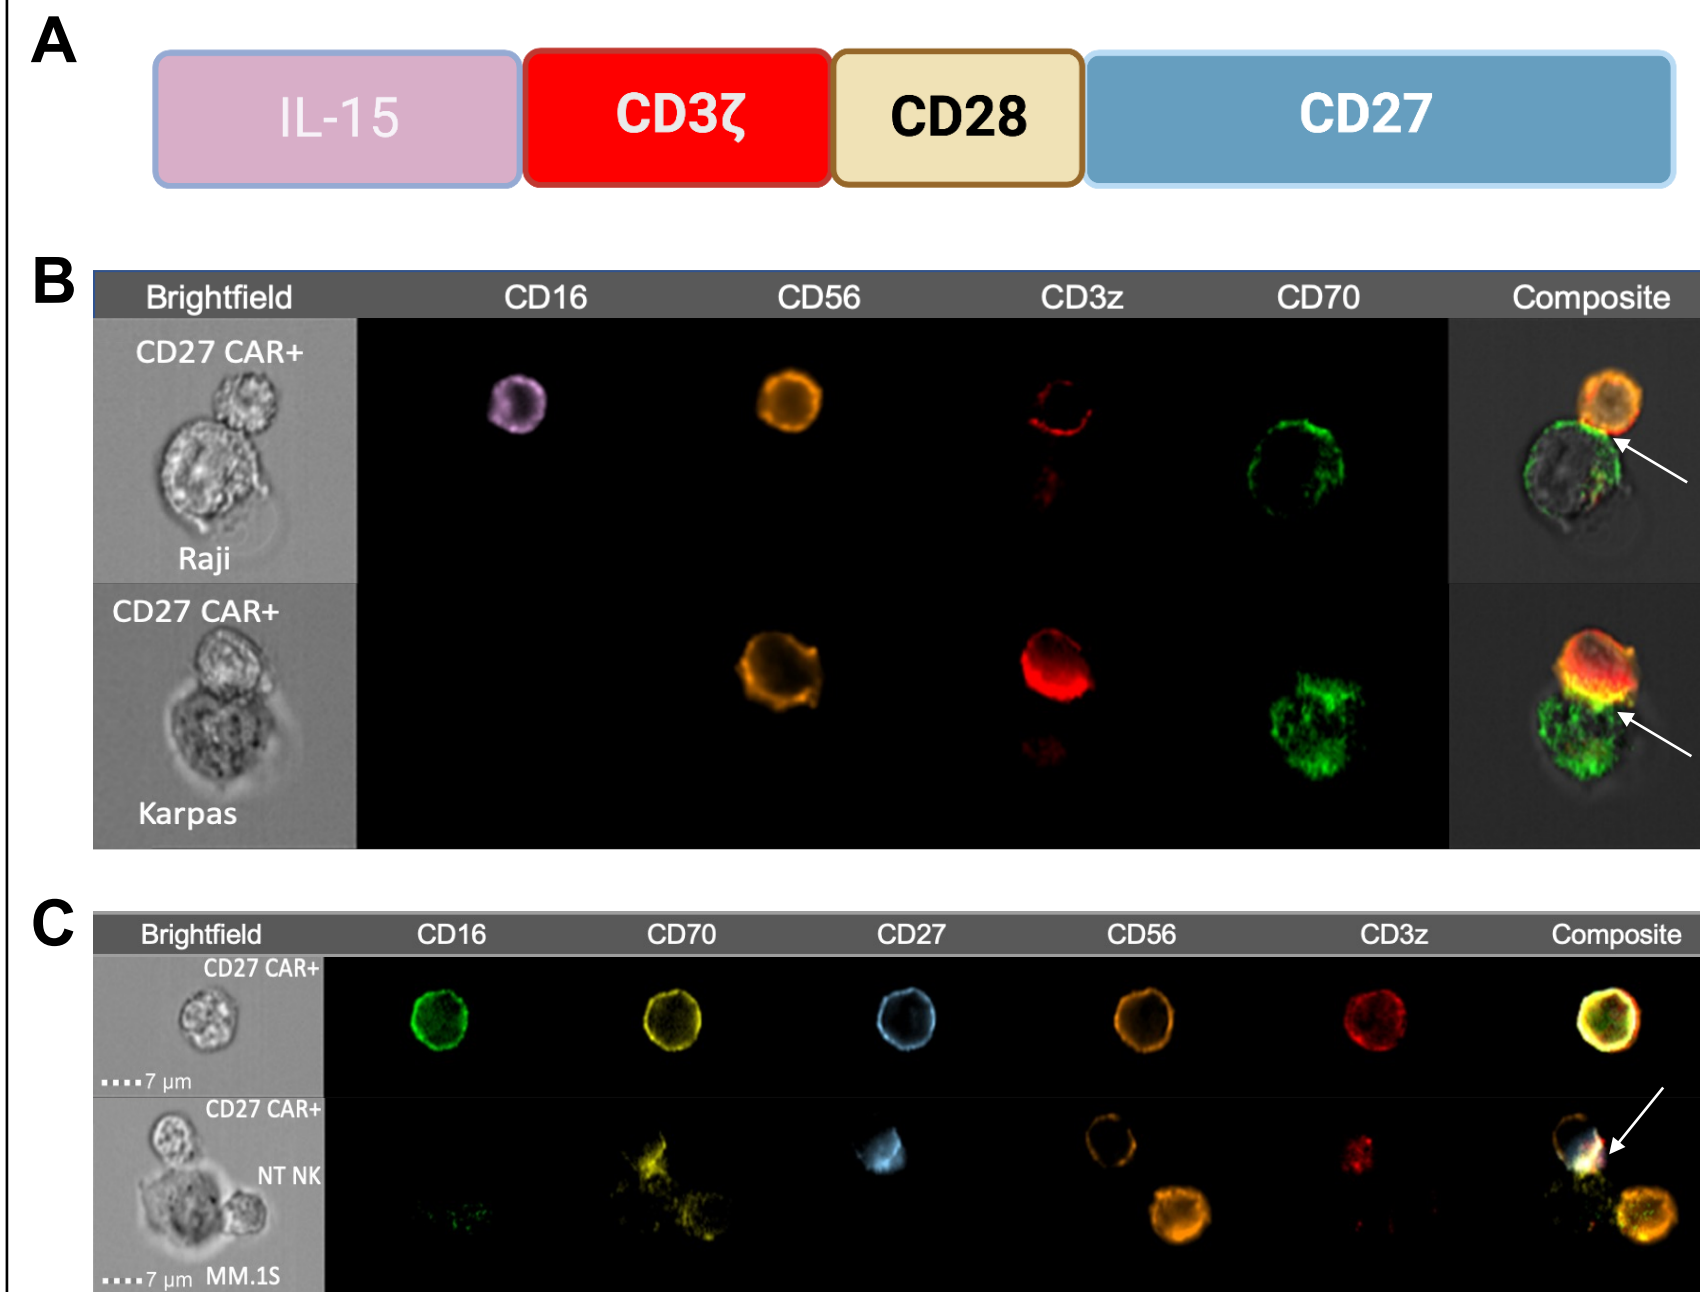 A
IL-15 CD3ζ CD28 CD27
B
Brightfield CD16 CD56 CD3z CD70 Composite
CD27 CAR+
Raji
CD27 CAR+
Karpas
C
Brightfield CD16 CD70 CD27 CD56 CD3z Composite
CD27 CAR+
7 µm
CD27 CAR+
NT NK
7 µm MM.1S